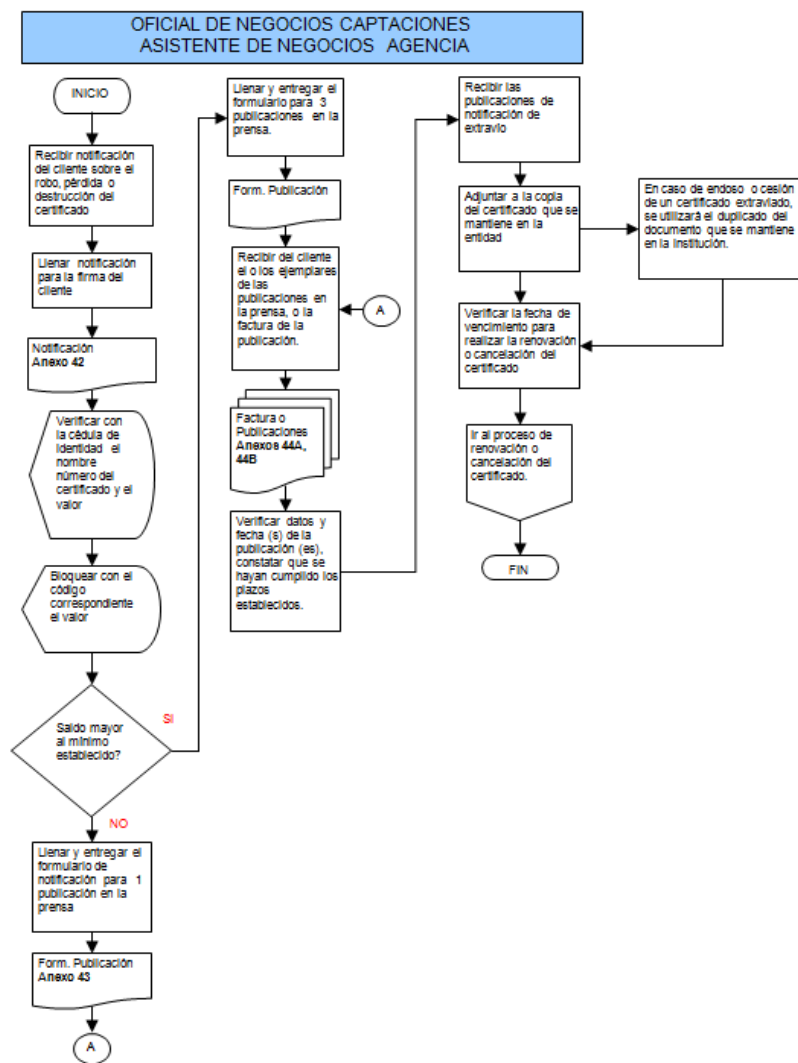 OFICIAL DE NEGOCIOS CAPTACIONES
ASISTENTE DE NEGOCIOS AGENCIA
INICIO
Recibir notificación
del cliente sobre el
robo, pérdida o
destrucción del
certificado
Llenar notificación
para la firma del
cliente
Notificación
Anexo 42
Verificar con
la cédula de
identidad el
nombre
número del
certificado y el
valor
Bloquear con el
código
correspondiente
el valor
Saldo mayor
al mínimo
establecido?
SI
NO
Llenar y entregar el
formulario de
notificación para 1
publicación en la
prensa
Form. Publicación
Anexo 43
A
Llenar y entregar el
formulario para 3
publicaciones en la
prensa.
Form. Publicación
Recibir del cliente
el o los ejemplares
de las
publicaciones en
la prensa, o la
factura de la
publicación.
A
Factura o
Publicaciones
Anexos 44A,
44B
Verificar datos y
fecha (s) de la
publicación (es),
constatar que se
hayan cumplido los
plazos
establecidos.
Recibir las
publicaciones de
notificación de
extravío
Adjuntar a la copia
del certificado que se
mantiene en la
entidad
En caso de endoso o cesión
de un certificado extraviado,
se utilizará el duplicado del
documento que se mantiene
en la Institución.
Verificar la fecha de
vencimiento para
realizar la renovación
o cancelación del
certificado
Ir al proceso de
renovación o
cancelación del
certificado.
FIN